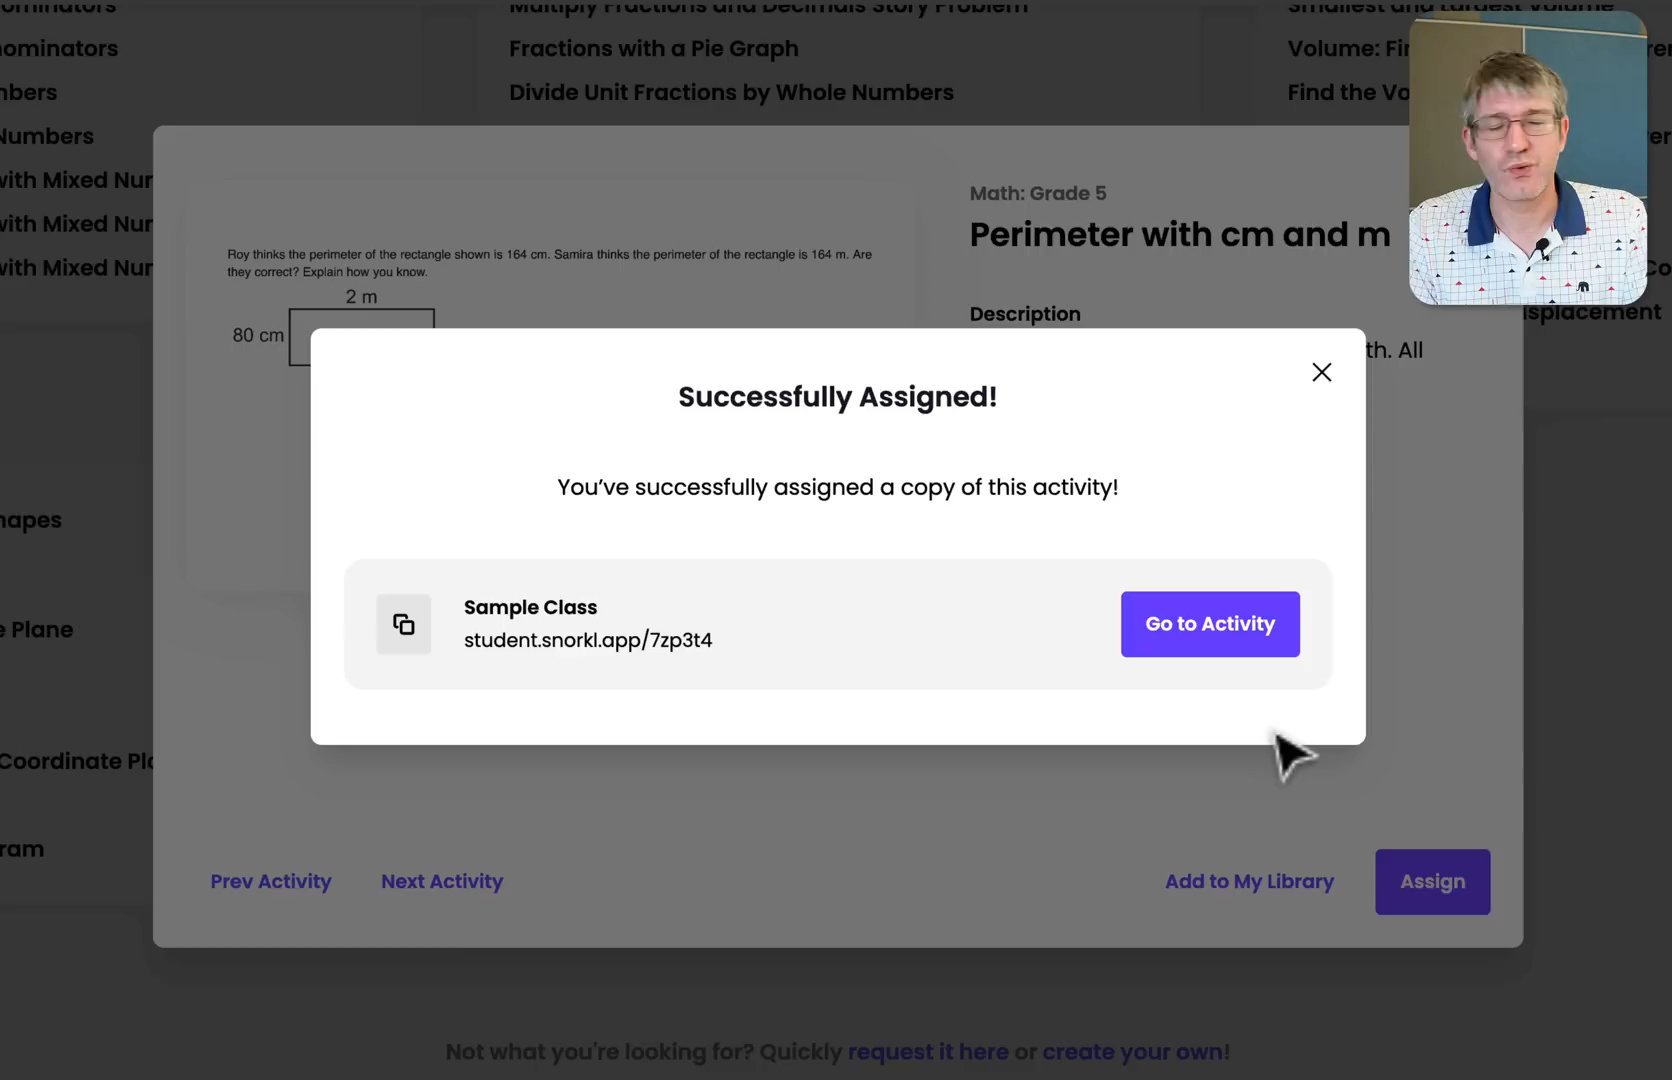 Multiply Fractions and Decimals Story Problem
Smallest and Largest Volume
nominators
Fractions with a Pie Graph
Volume: Fi
nbers
Divide Unit Fractions by Whole Numbers
Find the Vo
Numbers
with Mixed Nur
with Mixed Nur
with Mixed Nur
Math: Grade 5
Perimeter with cm and m
Roy thinks the perimeter of the rectangle shown is 164 cm. Samira thinks the perimeter of the rectangle is 164 m. Are
they correct? Explain how you know.
2 m
80 cm
Description
isplacement
th. All
Successfully Assigned!
You've successfully assigned a copy of this activity!
Sample Class
student.snorkl.app/7zp3t4
Go to Activity
hapes
e Plane
Coordinate Pla
ram
Prev Activity
Next Activity
Add to My Library
Assign
Not what you're looking for? Quickly request it here or create your own!